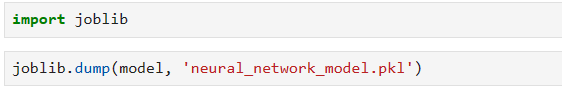 import joblib
joblib.dump(model, 'neural_network_model.pkl')